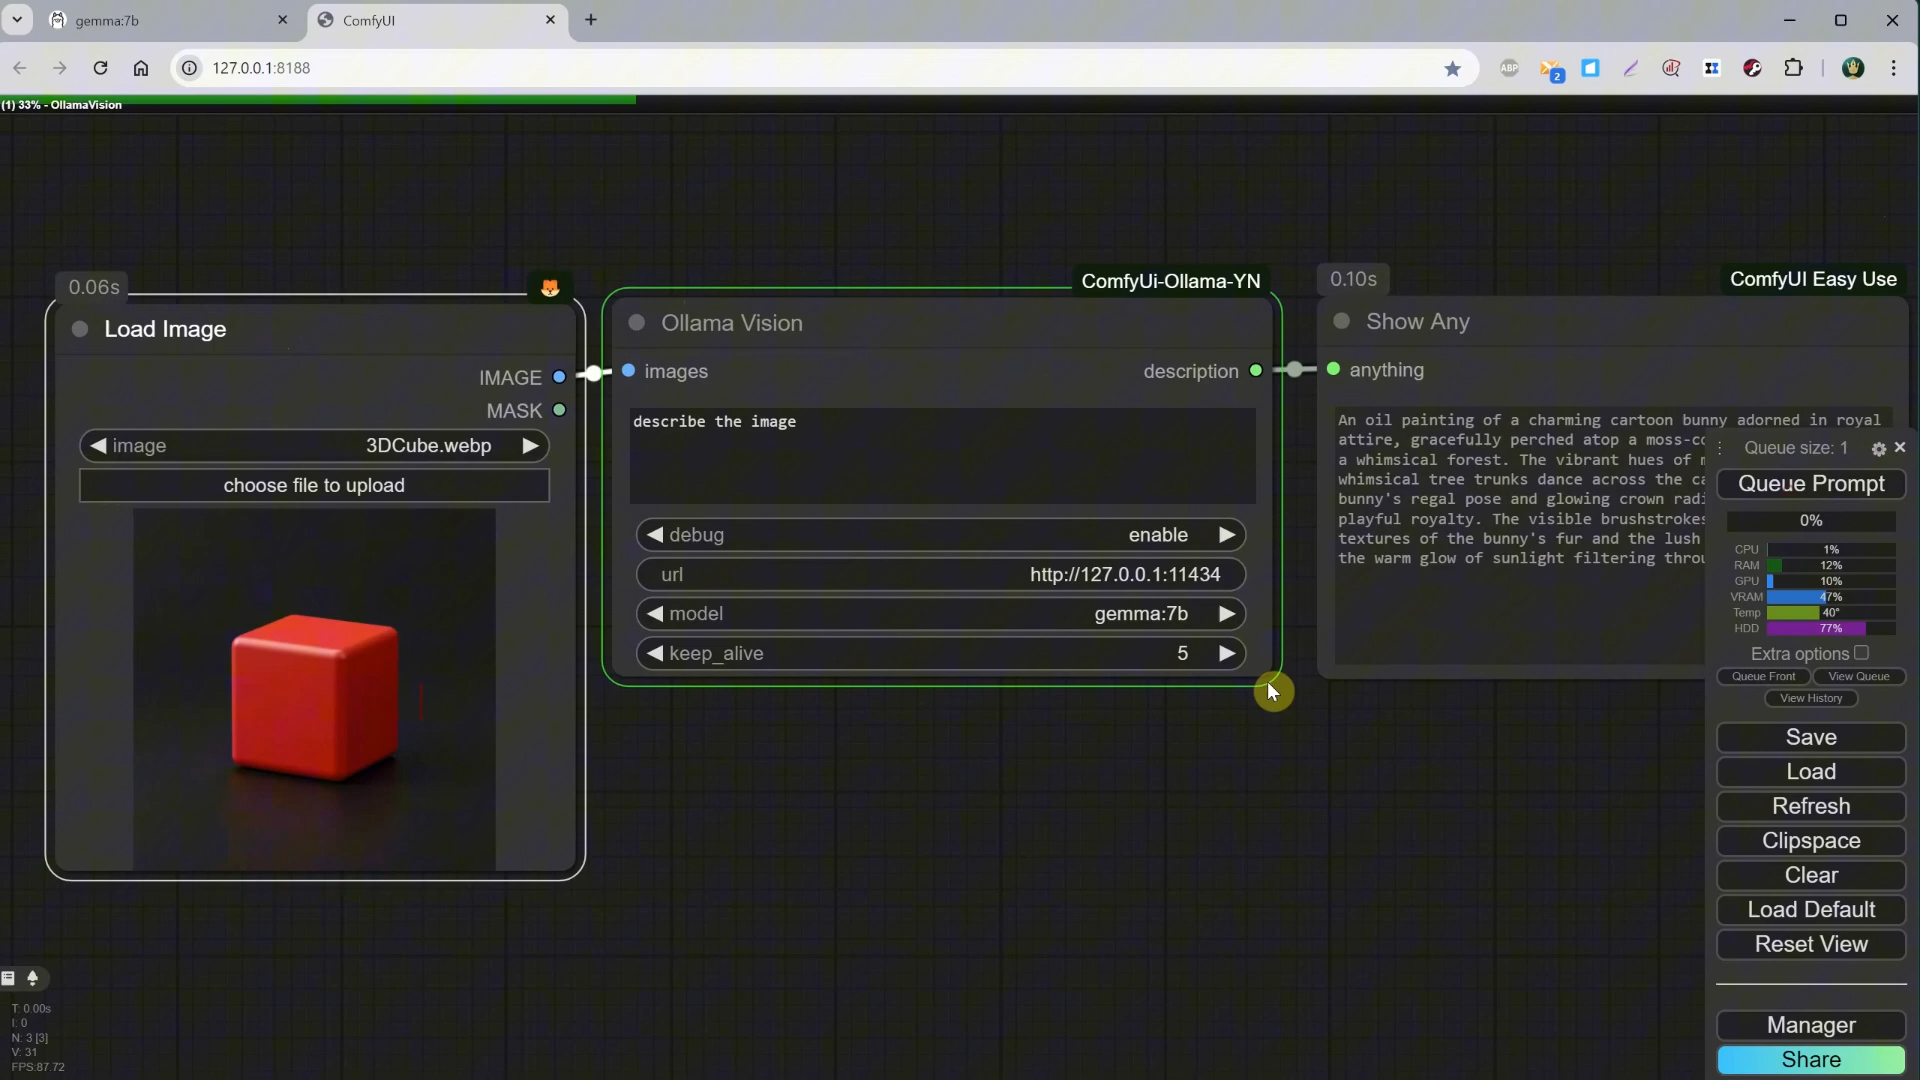 gemma:7b
ComfyUI
127.0.0.1:8188
ABP
2
(1) 33% - OllamaVision
0.06s
Load Image
IMAGE
MASK
image 3DCube.webp
choose file to upload
ComfyUi-Ollama-YN
Ollama Vision
images description
describe the image
debug enable
url http://127.0.0.1:11434
model gemma:7b
keep_alive 5
0.10s
ComfyUI Easy Use
Show Any
anything
An oil painting of a charming cartoon bunny adorned in royal
attire, gracefully perched atop a
a whimsical forest. The vibrant hues of
whimsical tree trunks dance across the
bunny's regal pose and glowing crown
playful royalty. The visible brushstrokes
textures of the bunny's fur and the lush
the warm glow of sunlight filtering
Queue size: 1
Queue Prompt
0%
CPU 1%
RAM 12%
GPU 10%
VRAM 47%
Temp 40°
HDD 77%
Extra options
Queue Front View Queue
View History
Save
Load
Refresh
Clipspace
Clear
Load Default
Reset View
Manager
Share
T: 0.00s
I: 0
N: 3 [3]
V: 31
FPS:87.72